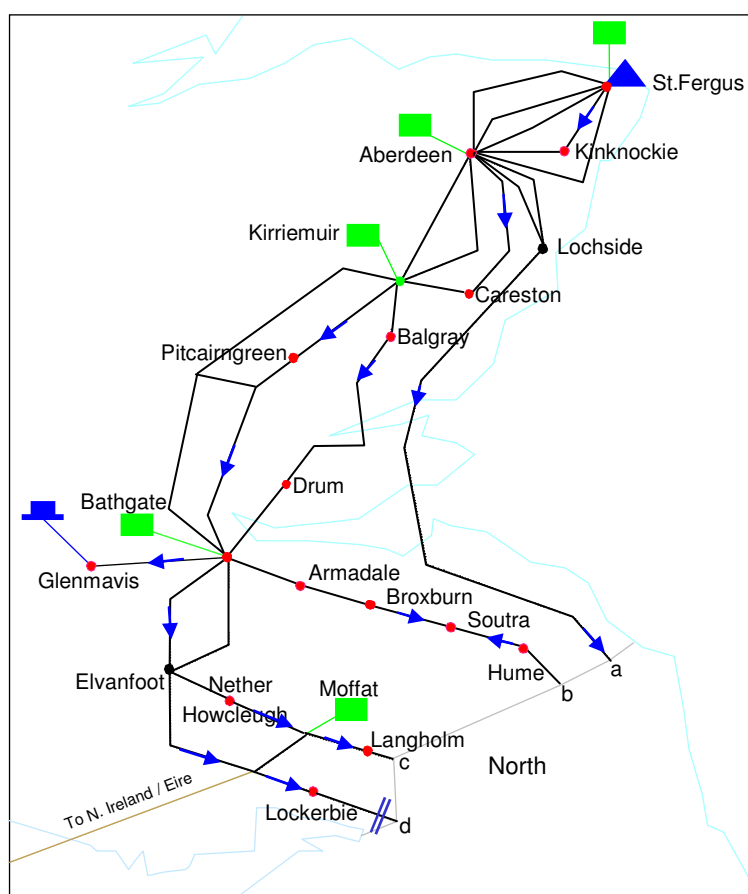 St.Fergus
Aberdeen
Kinknockie
Kirriemuir
Lochside
Careston
Balgray
Pitcairngreen
Drum
Bathgate
Glenmavis
Armadale
Broxburn
Soutra
Hume
a
b
Elvanfoot
Nether
Howcleugh
Moffat
Langholm
c
North
To N. Ireland / Eire
Lockerbie
d